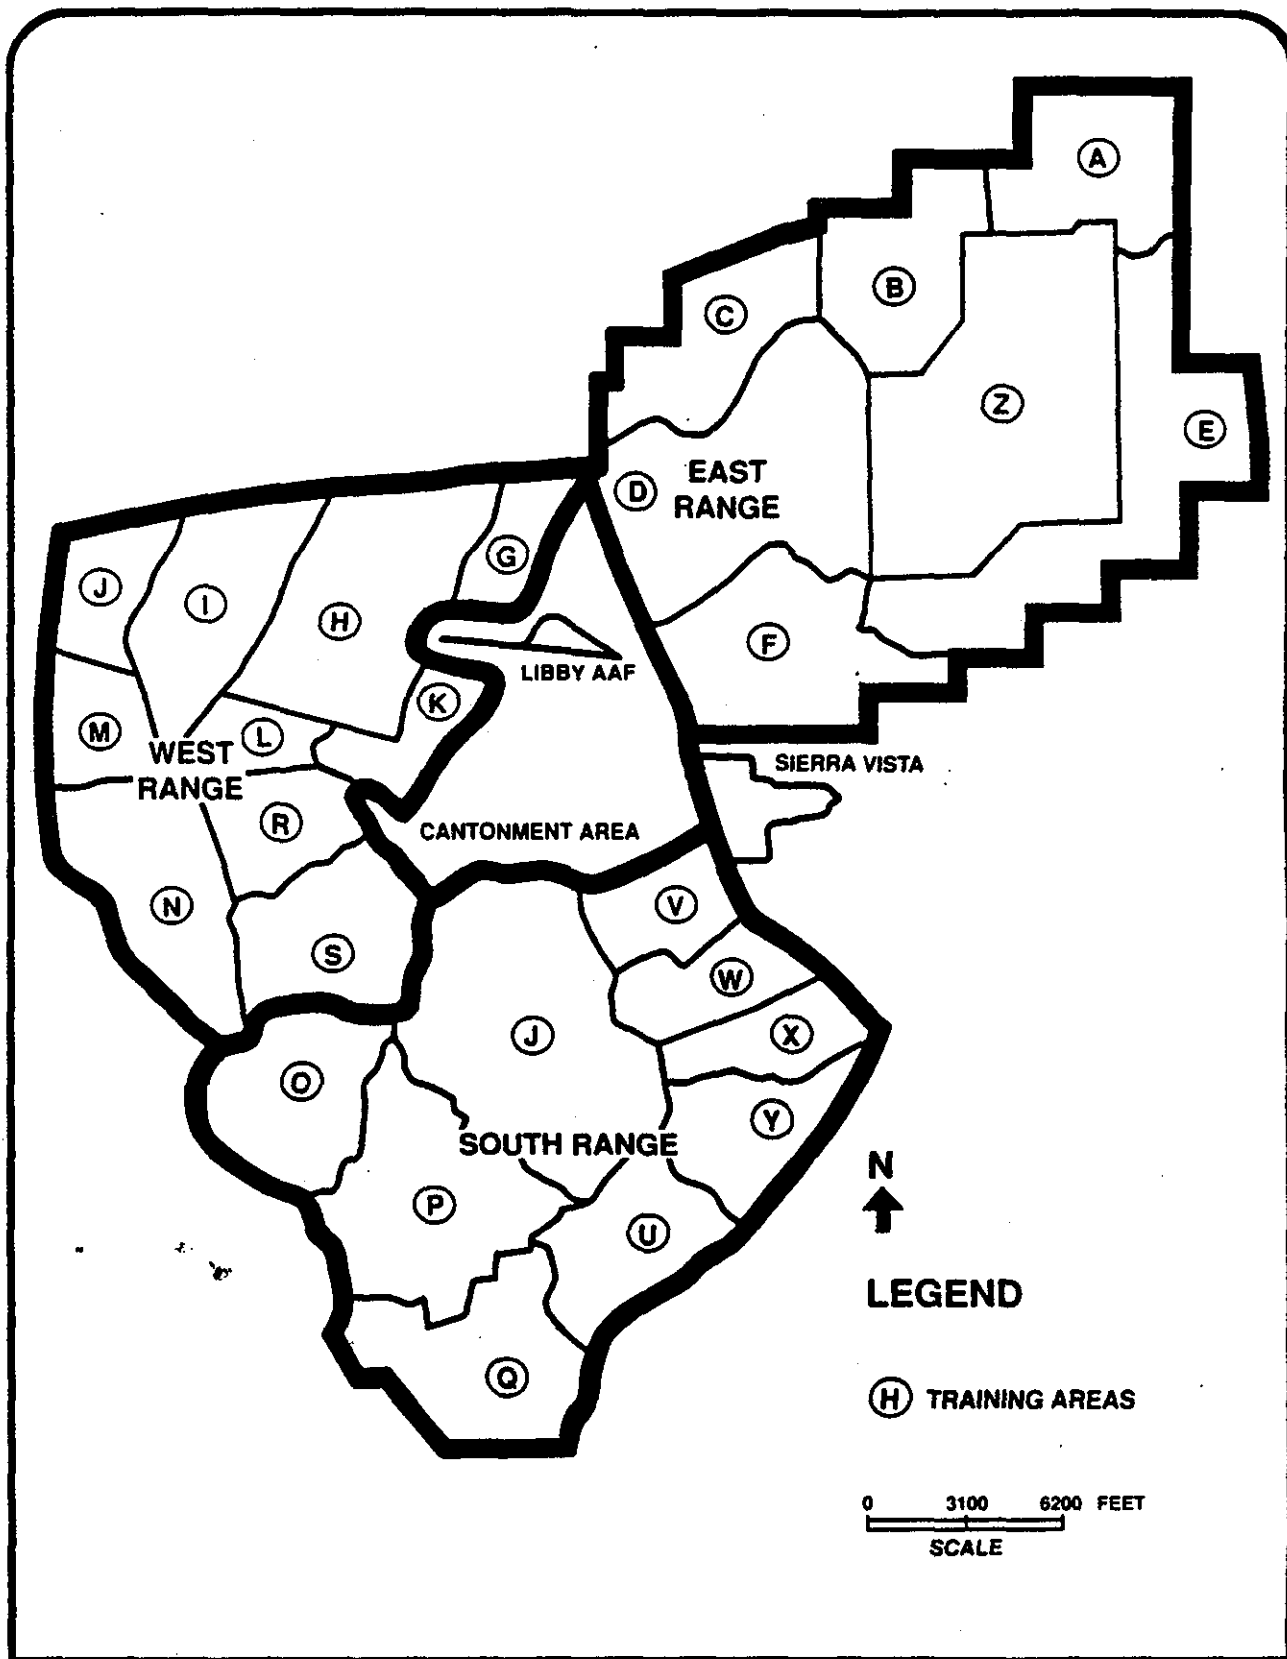 A
B
C
Z
E
EAST
RANGE
D
G
J
I
H
F
LIBBY AAF
K
M
L
WEST
RANGE
SIERRA VISTA
R
CANTONMENT AREA
N
V
S
W
J
X
O
Y
SOUTH RANGE
P
U
Q
N
LEGEND
H TRAINING AREAS
0 3100 6200 FEET
SCALE